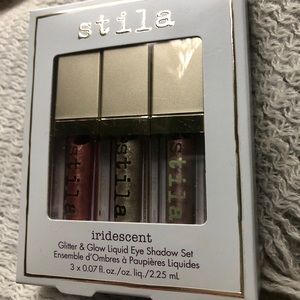 stila
stila
stila
stila
iridescent
Glitter & Glow Liquid Eye Shadow Set
Ensemble d'Ombres à Paupières Liquides
3 x 0.07 fl.oz./oz. liq./2.25 mL